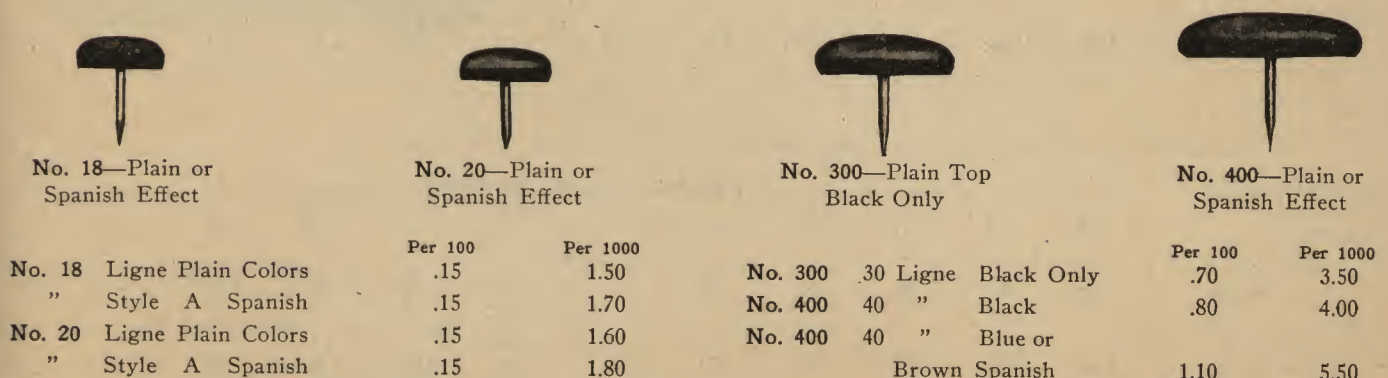 No. 18—Plain or
Spanish Effect
No. 20—Plain or
Spanish Effect
No. 300—Plain Top
Black Only
No. 400—Plain or
Spanish Effect
Per 100 Per 1000
No. 18 Ligne Plain Colors .15 1.50
" Style A Spanish .15 1.70
No. 20 Ligne Plain Colors .15 1.60
" Style A Spanish .15 1.80
Per 100 Per 1000
No. 300 30 Ligne Black Only .70 3.50
No. 400 40 " Black .80 4.00
No. 400 40 " Blue or
Brown Spanish 1.10 5.50